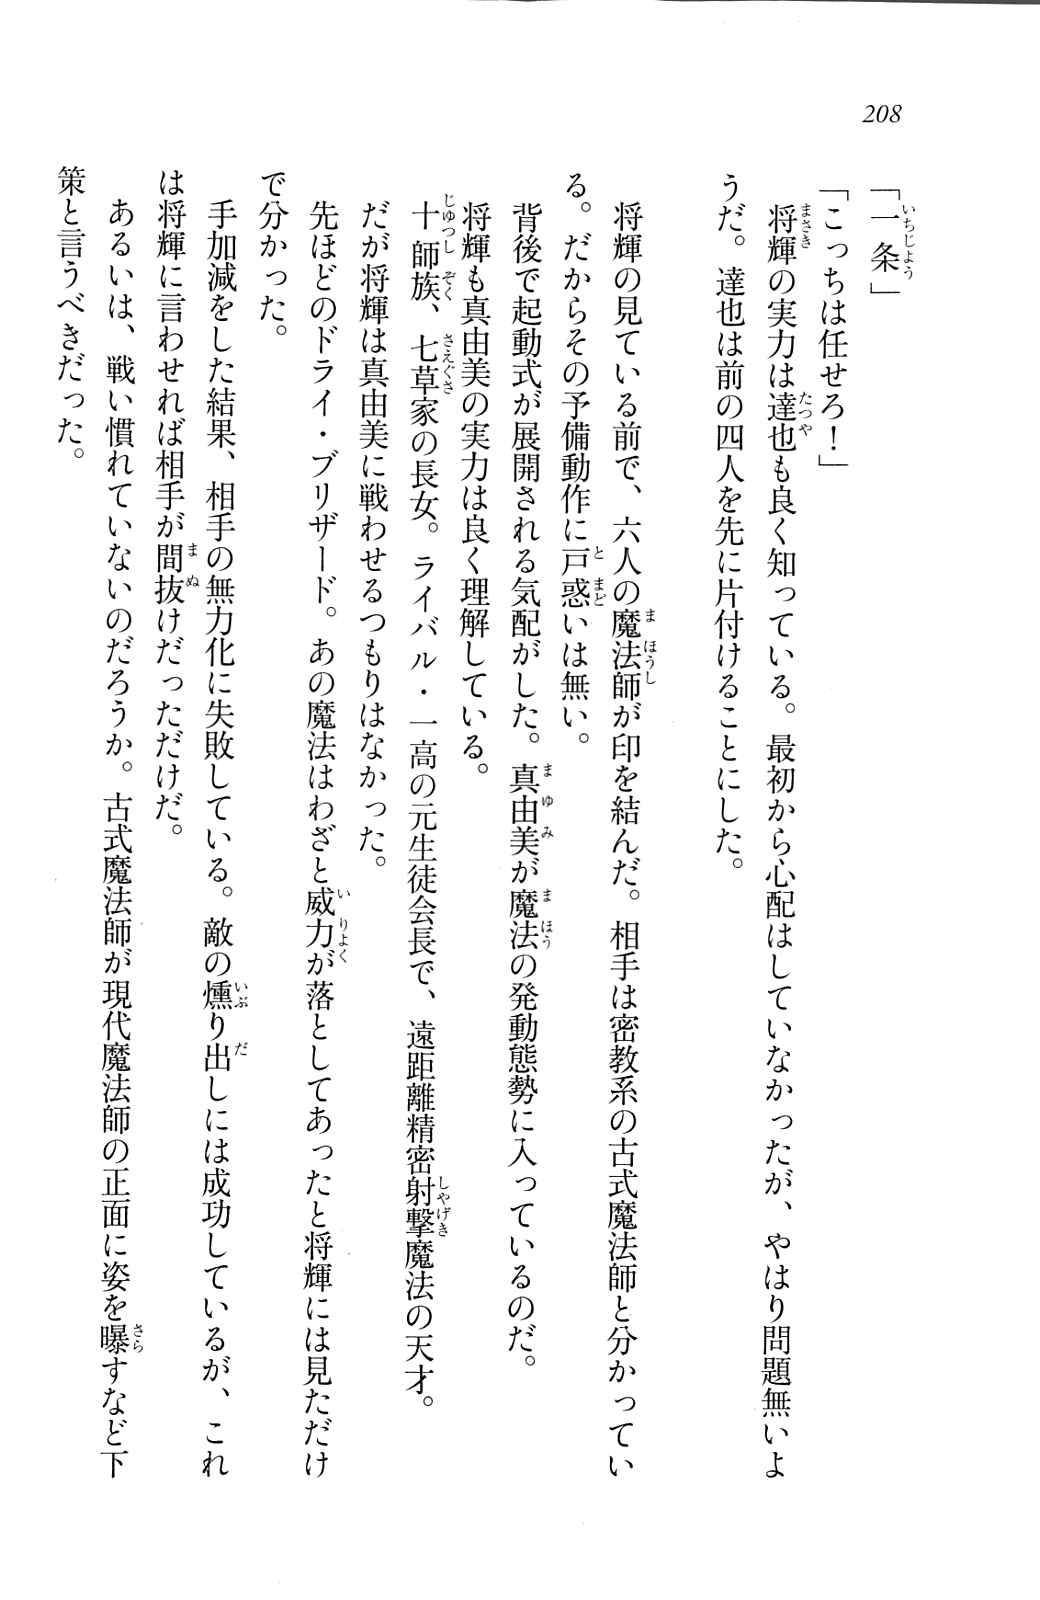 208
「一条」
「こっちは任せろ！」
将輝の実力は達也も良く知っている。最初から心配はしていなかったが、やはり問題無いよ
うだ。達也は前の四人を先に片付けることにした。
将輝の見ている前で、六人の魔法師が印を結んだ。相手は密教系の古式魔法師と分かってい
る。だからその予備動作に戸惑いは無い。
背後で起動式が展開される気配がした。真由美が魔法の発動態勢に入っているのだ。
将輝も真由美の実力は良く理解している。
十師族、七草家の長女。ライバル・一高の元生徒会長で、遠距離精密射撃魔法の天才。
だが将輝は真由美に戦わせるつもりはなかった。
先ほどのドライ・ブリザード。あの魔法はわざと威力が落としてあったと将輝には見ただけ
で分かった。
手加減をした結果、相手の無力化に失敗している。敵の燻り出しには成功しているが、これ
は将輝に言わせれば相手が間抜けだっただけだ。
あるいは、戦い慣れていないのだろうか。古式魔法師が現代魔法師の正面に姿を曝すなど下
策と言うべきだった。